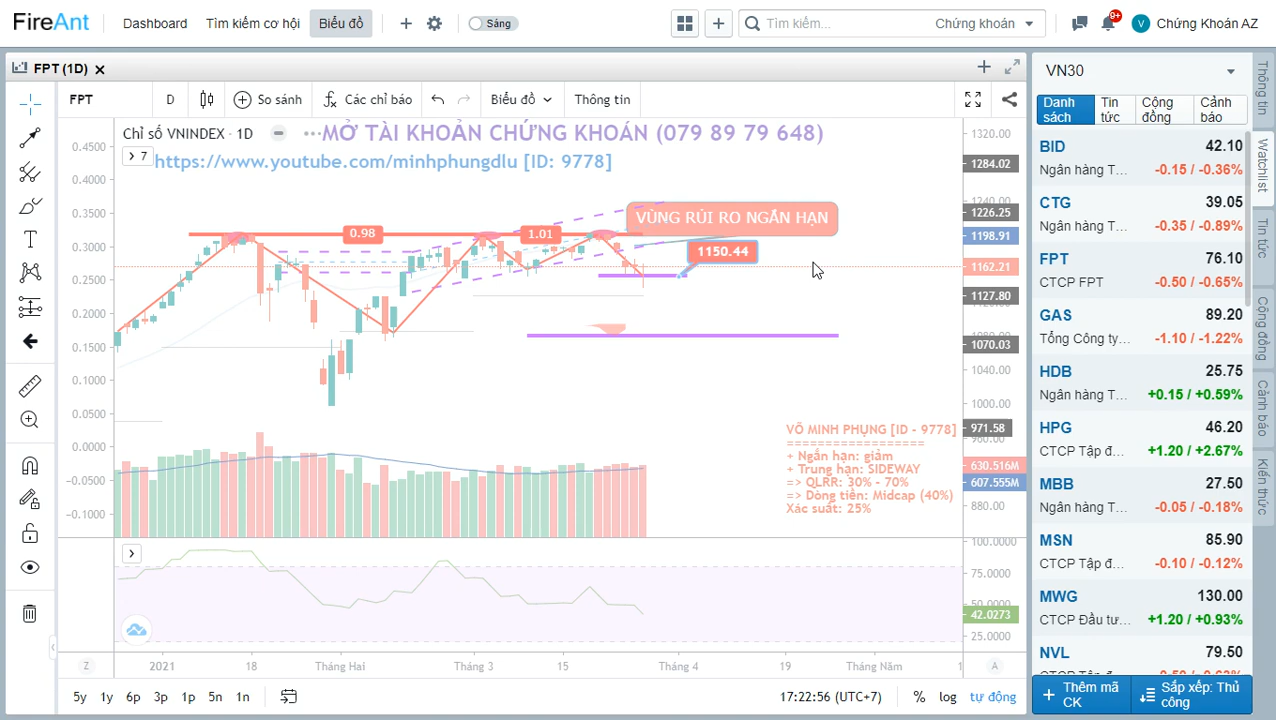 FireAnt
Dashboard
Tìm kiếm cơ hội
Biểu đồ
Sáng
Tìm kiếm...
Chứng khoán
9+
V
Chứng Khoán AZ
FPT (1D)
FPT
D
So sánh
Các chỉ báo
Biểu đồ
Thông tin
Chỉ số VNINDEX · 1D
MỞ TÀI KHOẢN CHỨNG KHOÁN (079 89 79 648)
7
https://www.youtube.com/minhphungdlu [ID: 9778]
0.4500
0.4000
0.3500
0.3000
0.2500
0.2000
0.1500
0.1000
0.0500
0.0000
-0.0500
-0.1000
0.98
1.01
VÙNG RỦI RO NGẮN HẠN
1150.44
1320.00
1284.02
1240.00
1226.25
1198.91
1162.21
1127.80
1070.03
1040.00
1000.00
971.58
960.00
630.516M
607.555M
880.00
VÕ MINH PHỤNG [ID - 9778]
==================
+ Ngắn hạn: giảm
+ Trung hạn: SIDEWAY
=> QLRR: 30% - 70%
=> Dòng tiền: Midcap (40%)
Xác suất: 25%
100.0000
75.0000
50.0000
42.0273
25.0000
Z
2021
18
Tháng Hai
Tháng 3
15
Tháng 4
19
Tháng Năm
1
A
5y
1y
6p
3p
1p
5n
1n
17:22:56 (UTC+7)
%
log
tự động
VN30
Danh sách
Tin tức
Cộng đồng
Cảnh báo
BID
42.10
Ngân hàng T...
-0.15 / -0.36%
CTG
39.05
Ngân hàng T...
-0.35 / -0.89%
FPT
76.10
CTCP FPT
-0.50 / -0.65%
GAS
89.20
Tổng Công ty...
-1.10 / -1.22%
HDB
25.75
Ngân hàng T...
+0.15 / +0.59%
HPG
46.20
CTCP Tập đ...
+1.20 / +2.67%
MBB
27.50
Ngân hàng T...
-0.05 / -0.18%
MSN
85.90
CTCP Tập đ...
-0.10 / -0.12%
MWG
130.00
CTCP Đầu tư...
+1.20 / +0.93%
NVL
79.50
Thêm mã CK
Sắp xếp: Thủ công
Thông tin
Watchlist
Tin tức
Cộng đồng
Cảnh báo
Kiến thức